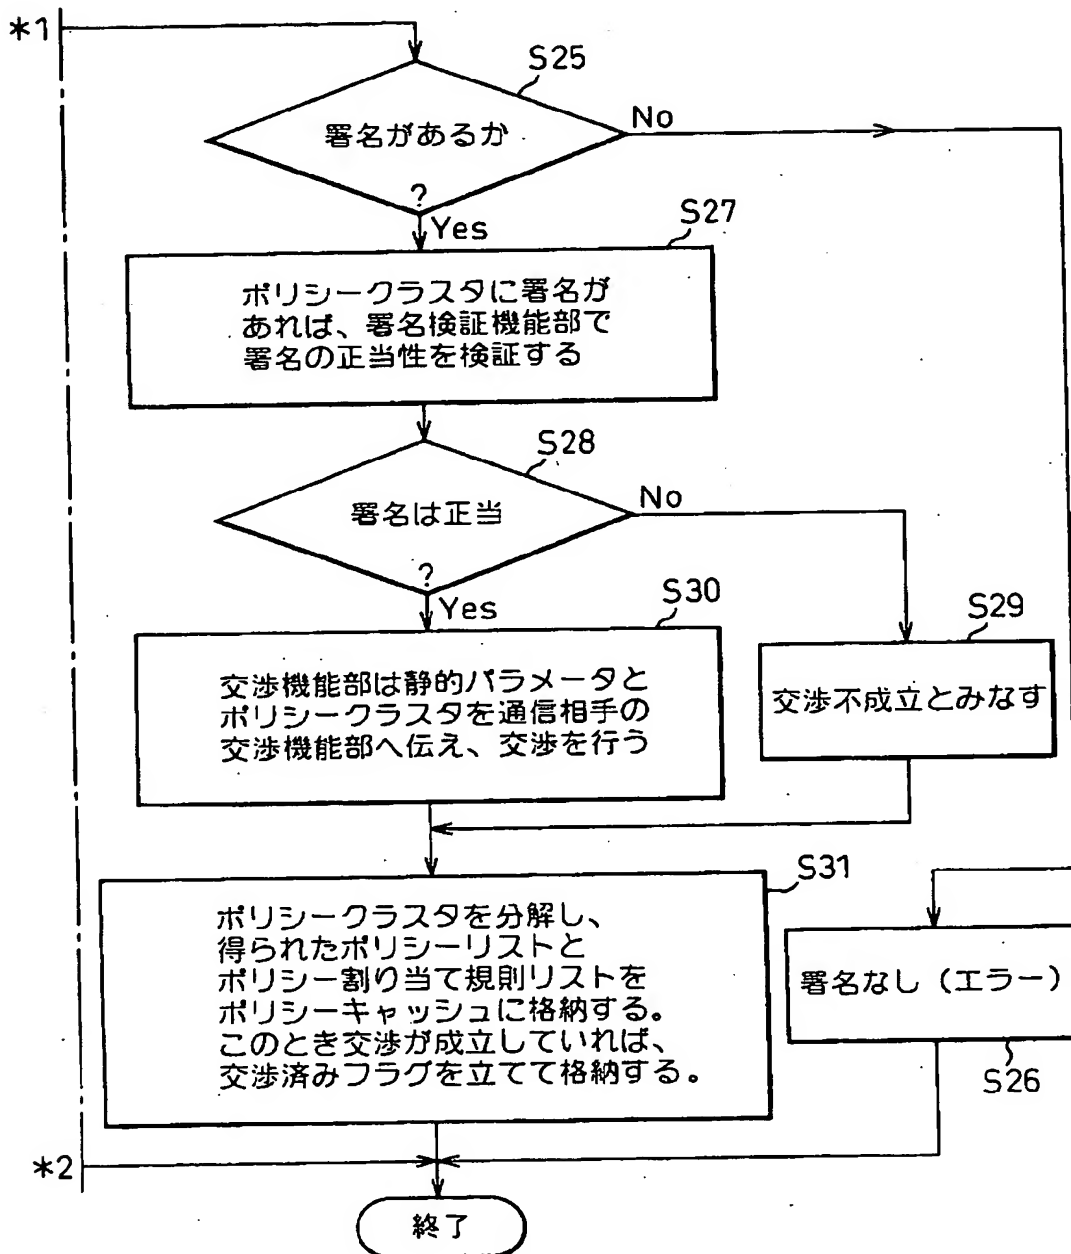 *1
S25
署名があるか
?
No
Yes
S27
ポリシークラスタに署名が
あれば、署名検証機能部で
署名の正当性を検証する
S28
署名は正当
?
No
Yes
S30
交渉機能部は静的パラメータと
ポリシークラスタを通信相手の
交渉機能部へ伝え、交渉を行う
S29
交渉不成立とみなす
S31
ポリシークラスタを分解し、
得られたポリシーリストと
ポリシー割り当て規則リストを
ポリシーキャッシュに格納する。
このとき交渉が成立していれば、
交渉済みフラグを立てて格納する。
署名なし（エラー）
S26
*2
終了